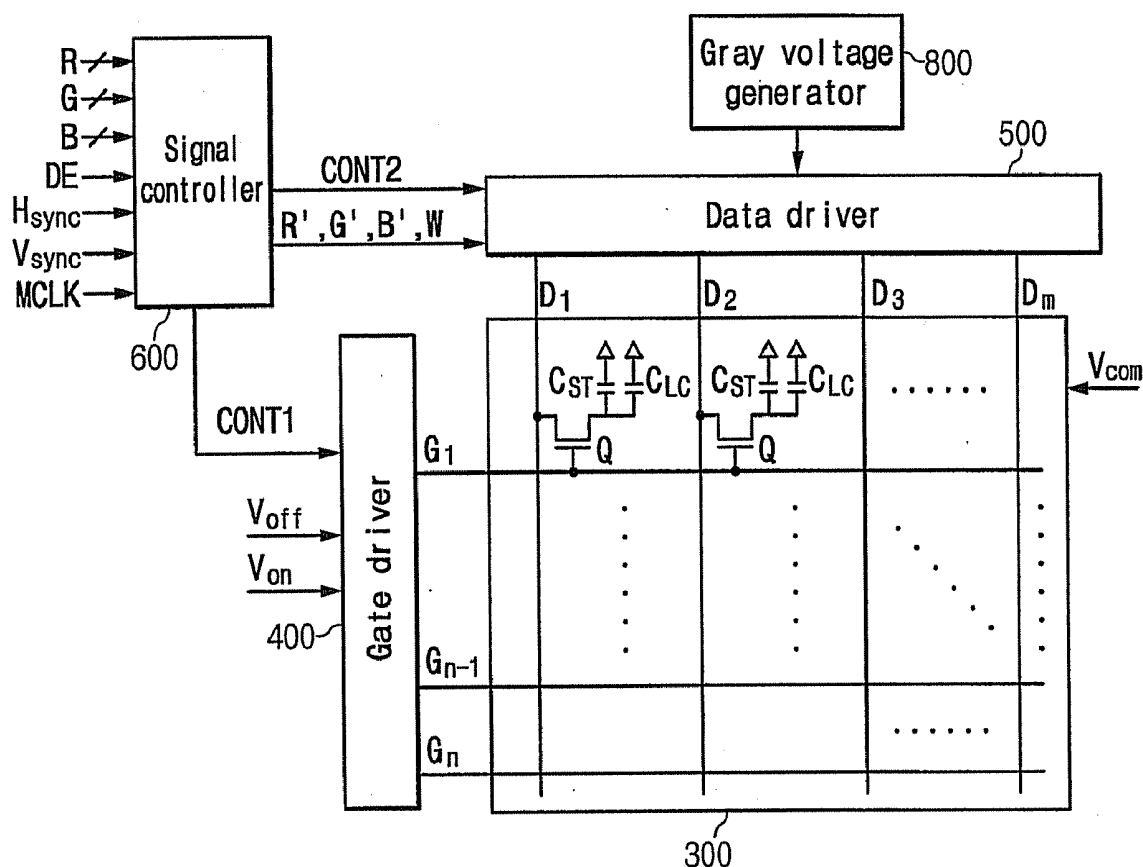 R
G
B
DE
Hsync
Vsync
MCLK
Signal
controller
600
Gray voltage
generator
800
500
CONT2
R',G',B',W
Data driver
D1
D2
D3
Dm
CONT1
Voff
Von
400
Gate driver
CST
CLC
Q
CST
CLC
Q
Vcom
G1
Gn-1
Gn
300